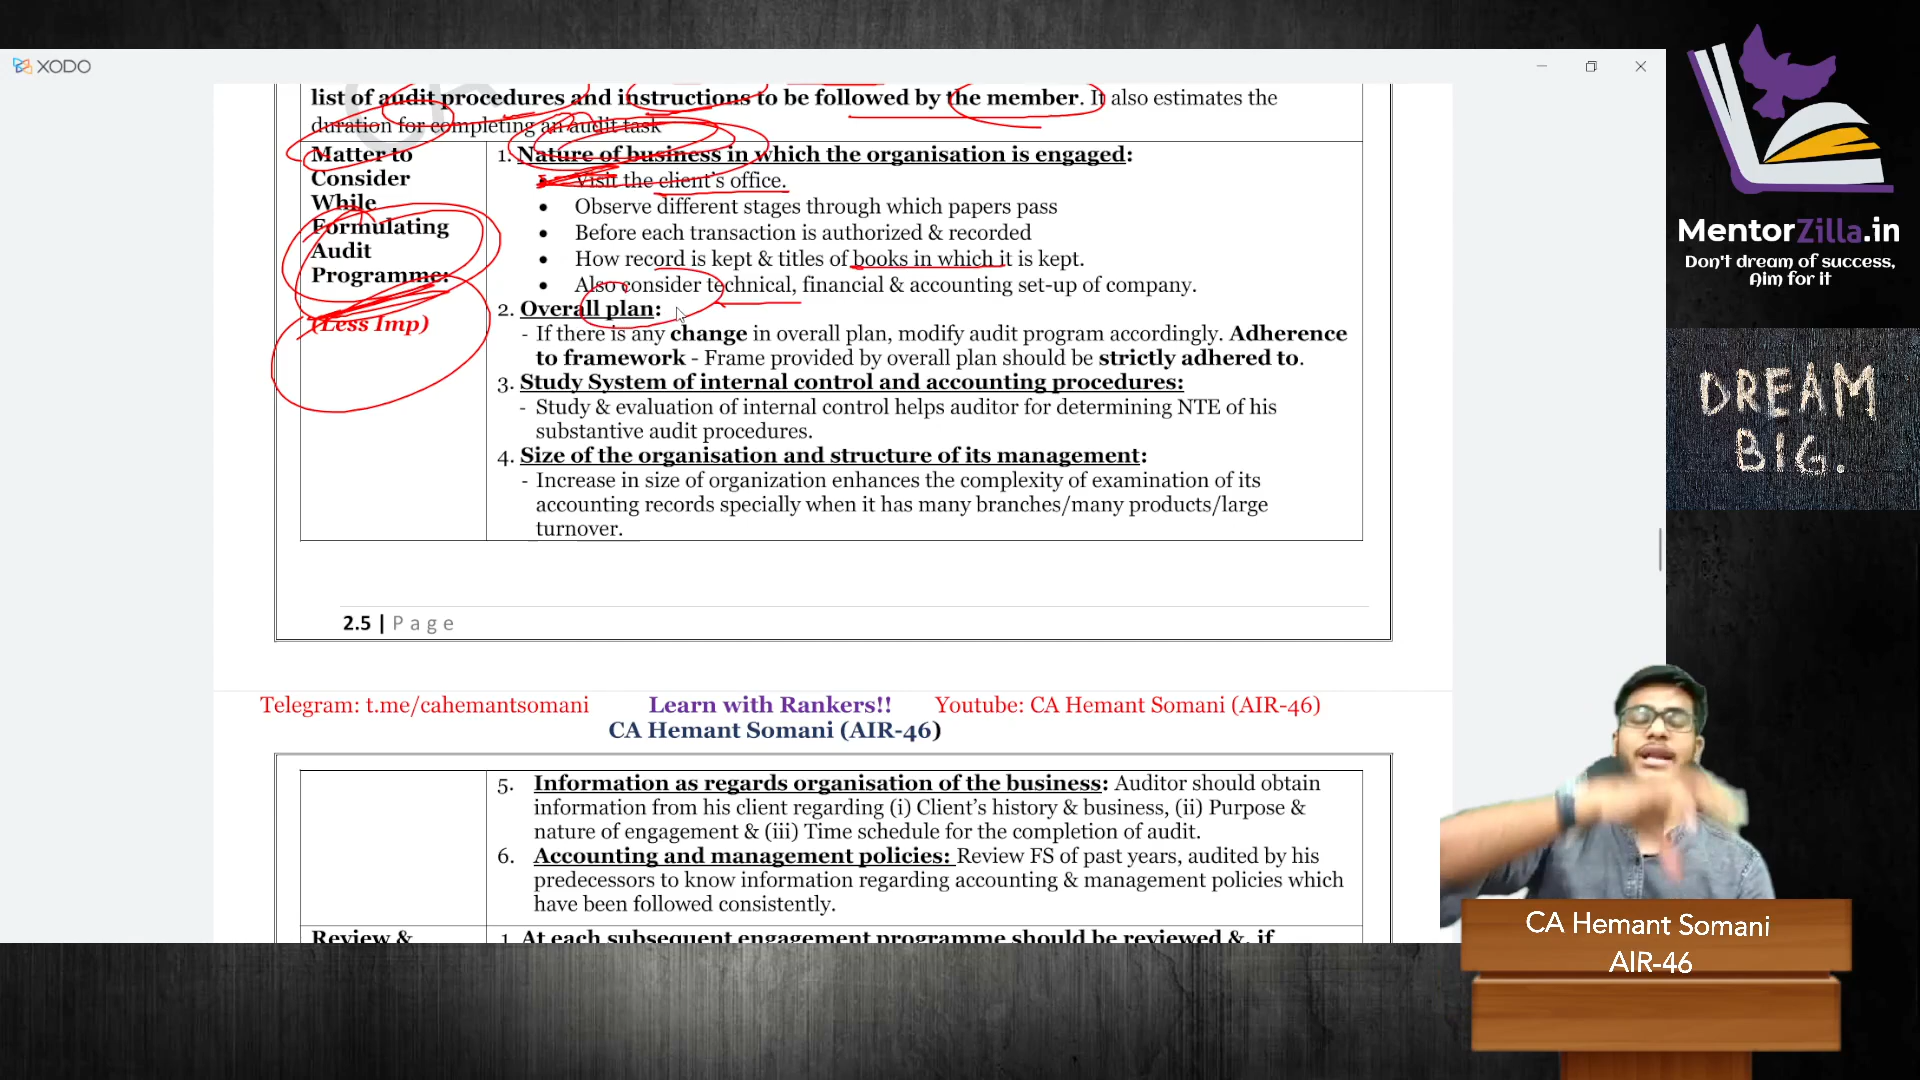 XODO
list of audit procedures and instructions to be followed by the member. It also estimates the
duration for completing an audit task
Matter to
Consider
While
Formulating
Audit
Programme:
(Less Imp)
1. Nature of business in which the organisation is engaged:
• Visit the client's office.
• Observe different stages through which papers pass
• Before each transaction is authorized & recorded
• How record is kept & titles of books in which it is kept.
• Also consider technical, financial & accounting set-up of company.
2. Overall plan:
- If there is any change in overall plan, modify audit program accordingly. Adherence
to framework - Frame provided by overall plan should be strictly adhered to.
3. Study System of internal control and accounting procedures:
- Study & evaluation of internal control helps auditor for determining NTE of his
substantive audit procedures.
4. Size of the organisation and structure of its management:
- Increase in size of organization enhances the complexity of examination of its
accounting records specially when it has many branches/many products/large
turnover.
2.5 | Page
Telegram: t.me/cahemantsomani Learn with Rankers!! Youtube: CA Hemant Somani (AIR-46)
CA Hemant Somani (AIR-46)
5. Information as regards organisation of the business: Auditor should obtain
information from his client regarding (i) Client's history & business, (ii) Purpose &
nature of engagement & (iii) Time schedule for the completion of audit.
6. Accounting and management policies: Review FS of past years, audited by his
predecessors to know information regarding accounting & management policies which
have been followed consistently.
Review &
1. At each subsequent engagement programme should be reviewed &, if
MentorZilla.in
Don't dream of success,
Aim for it
DREAM
BIG.
CA Hemant Somani
AIR-46